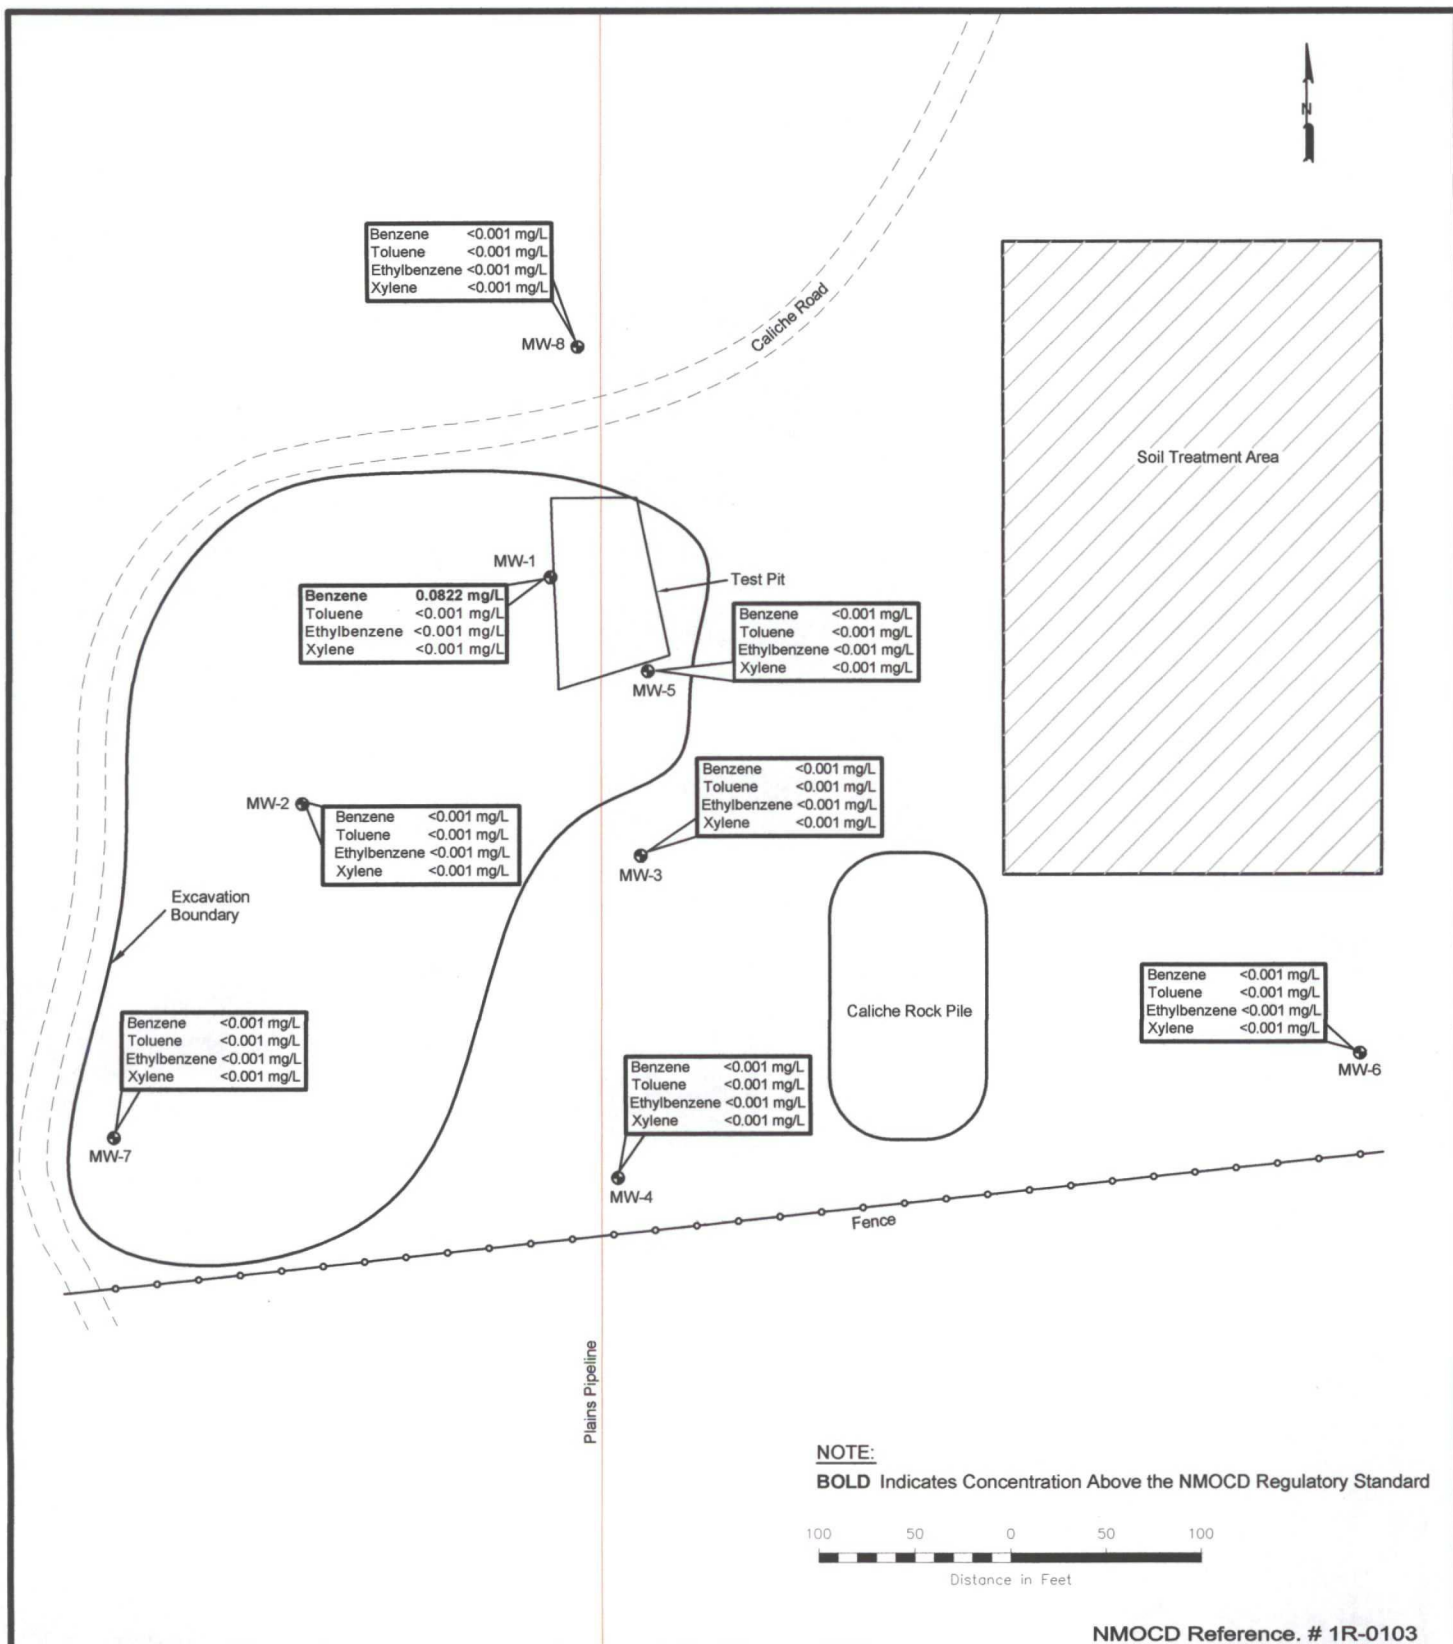 N
Benzene <0.001 mg/L
Toluene <0.001 mg/L
Ethylbenzene <0.001 mg/L
Xylene <0.001 mg/L
MW-8
Caliche Road
Soil Treatment Area
MW-1
Test Pit
Benzene 0.0822 mg/L
Toluene <0.001 mg/L
Ethylbenzene <0.001 mg/L
Xylene <0.001 mg/L
Benzene <0.001 mg/L
Toluene <0.001 mg/L
Ethylbenzene <0.001 mg/L
Xylene <0.001 mg/L
MW-5
Benzene <0.001 mg/L
Toluene <0.001 mg/L
Ethylbenzene <0.001 mg/L
Xylene <0.001 mg/L
MW-3
MW-2
Benzene <0.001 mg/L
Toluene <0.001 mg/L
Ethylbenzene <0.001 mg/L
Xylene <0.001 mg/L
Excavation
Boundary
Caliche Rock Pile
Benzene <0.001 mg/L
Toluene <0.001 mg/L
Ethylbenzene <0.001 mg/L
Xylene <0.001 mg/L
MW-6
Benzene <0.001 mg/L
Toluene <0.001 mg/L
Ethylbenzene <0.001 mg/L
Xylene <0.001 mg/L
MW-7
Benzene <0.001 mg/L
Toluene <0.001 mg/L
Ethylbenzene <0.001 mg/L
Xylene <0.001 mg/L
MW-4
Fence
Plains Pipeline
NOTE:
BOLD Indicates Concentration Above the NMOCD Regulatory Standard
100 50 0 50 100
Distance in Feet
NMOCD Reference. # 1R-0103